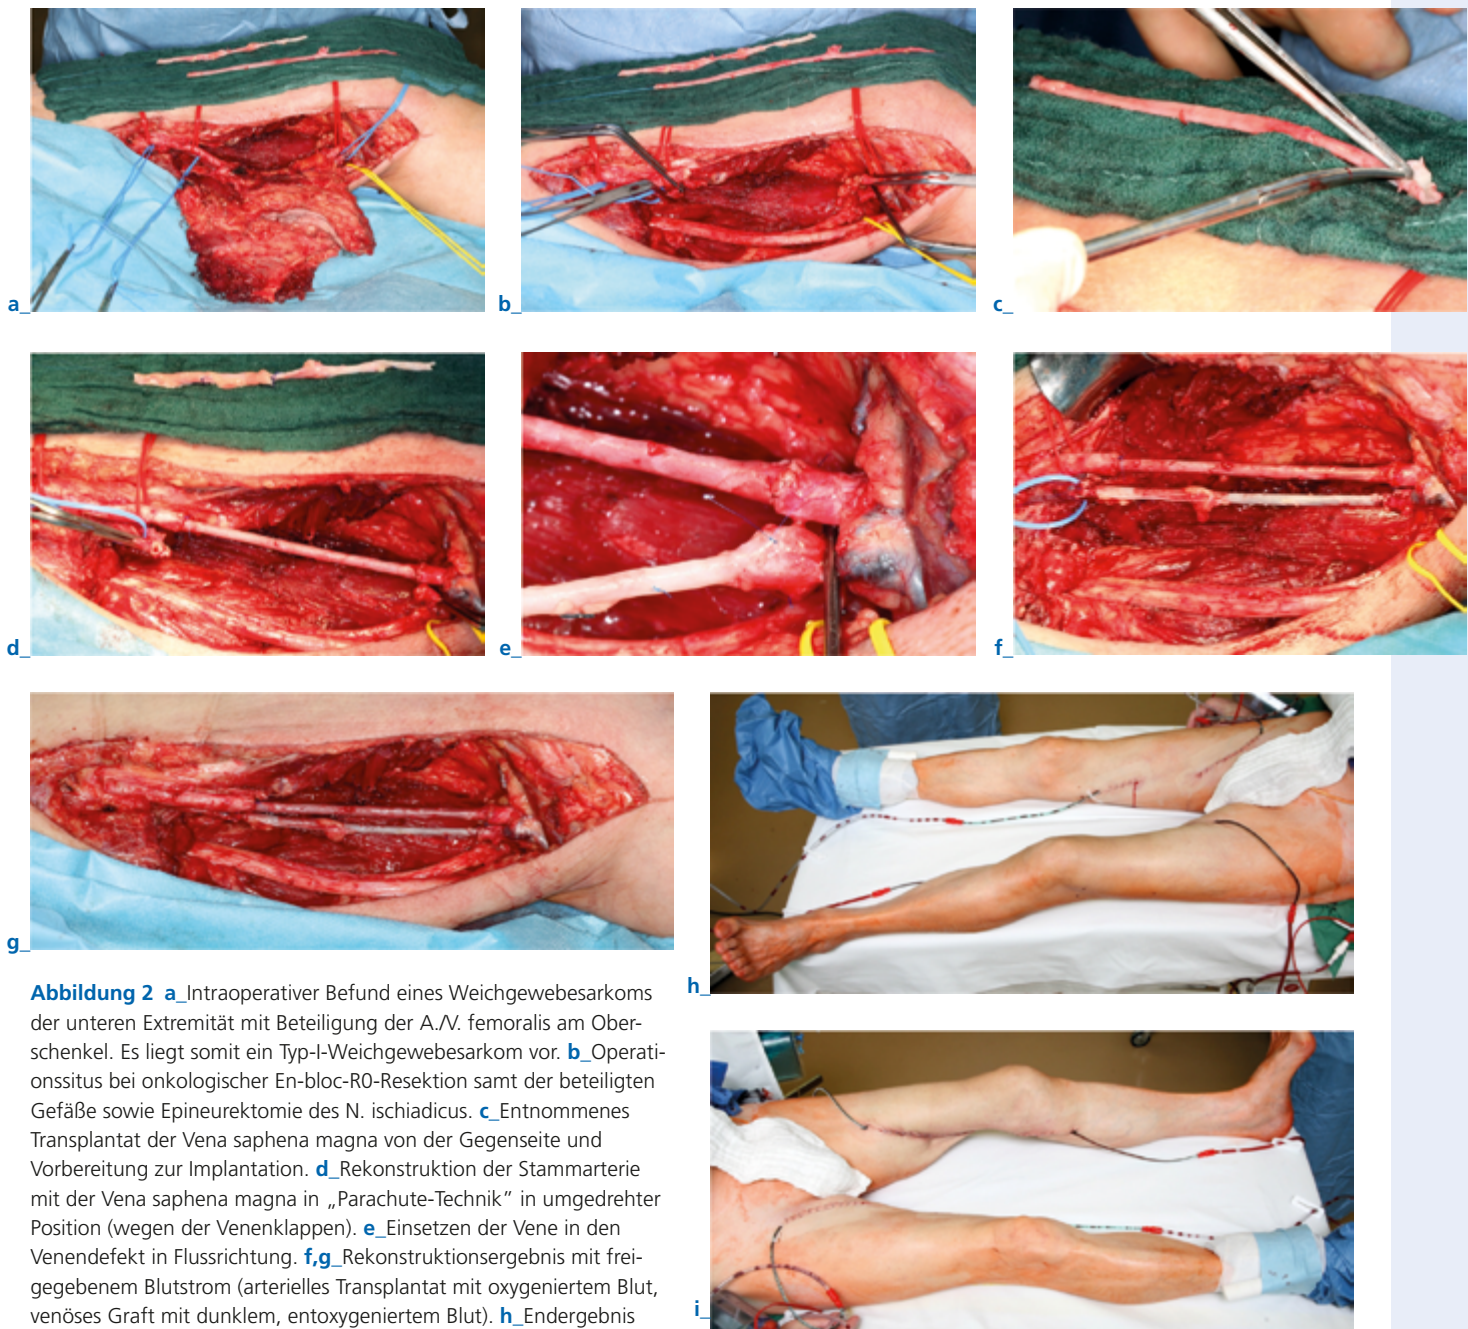 a_
b_
c_
d_
e_
f_
g_
h_
i_
Abbildung 2 a_Intraoperativer Befund eines Weichgewebesarkoms
der unteren Extremität mit Beteiligung der A./V. femoralis am Ober-
schenkel. Es liegt somit ein Typ-I-Weichgewebesarkom vor. b_Operati-
onssitus bei onkologischer En-bloc-R0-Resektion samt der beteiligten
Gefäße sowie Epineurektomie des N. ischiadicus. c_Entnommenes
Transplantat der Vena saphena magna von der Gegenseite und
Vorbereitung zur Implantation. d_Rekonstruktion der Stammarterie
mit der Vena saphena magna in „Parachute-Technik“ in umgedrehter
Position (wegen der Venenklappen). e_Einsetzen der Vene in den
Venendefekt in Flussrichtung. f,g_Rekonstruktionsergebnis mit frei-
gegebenem Blutstrom (arterielles Transplantat mit oxygeniertem Blut,
venöses Graft mit dunklem, entoxygeniertem Blut). h_Endergebnis